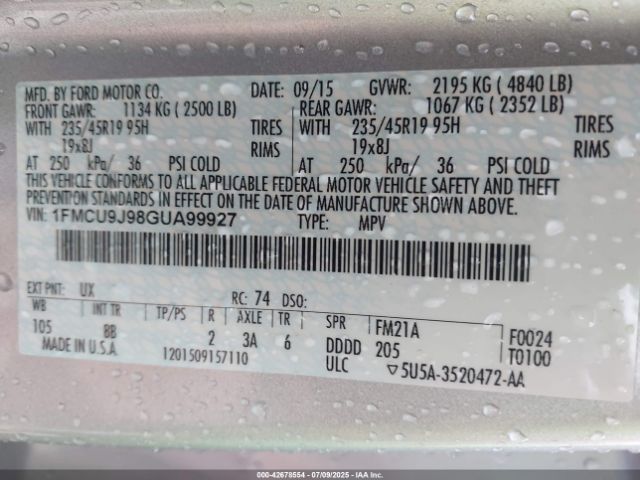 MFD. BY FORD MOTOR CO. DATE: 09/15 GVWR: 2195 KG ( 4840 LB)
FRONT GAWR: 1134 KG ( 2500 LB) REAR GAWR: 1067 KG ( 2352 LB)
WITH 235/45R19 95H TIRES WITH 235/45R19 95H TIRES
19x8J RIMS 19x8J RIMS
AT 250 kPa/ 36 PSI COLD AT 250 kPa/ 36 PSI COLD
THIS VEHICLE CONFORMS TO ALL APPLICABLE FEDERAL MOTOR VEHICLE SAFETY AND THEFT
PREVENTION STANDARDS IN EFFECT ON THE DATE OF MANUFACTURE SHOWN ABOVE.
VIN: 1FMCU9J98GUA99927 TYPE: MPV
EXT PNT: UX RC: 74 DSO:
WB INT TR TP/PS R AXLE TR SPR FM21A F0024
105 BB 2 3A 6 DDDD 205 T0100
MADE IN U.S.A. 1201509157110 ULC ▽5U5A-3520472-AA
000-42678554 | 07/09/2025 | IAA, Inc.